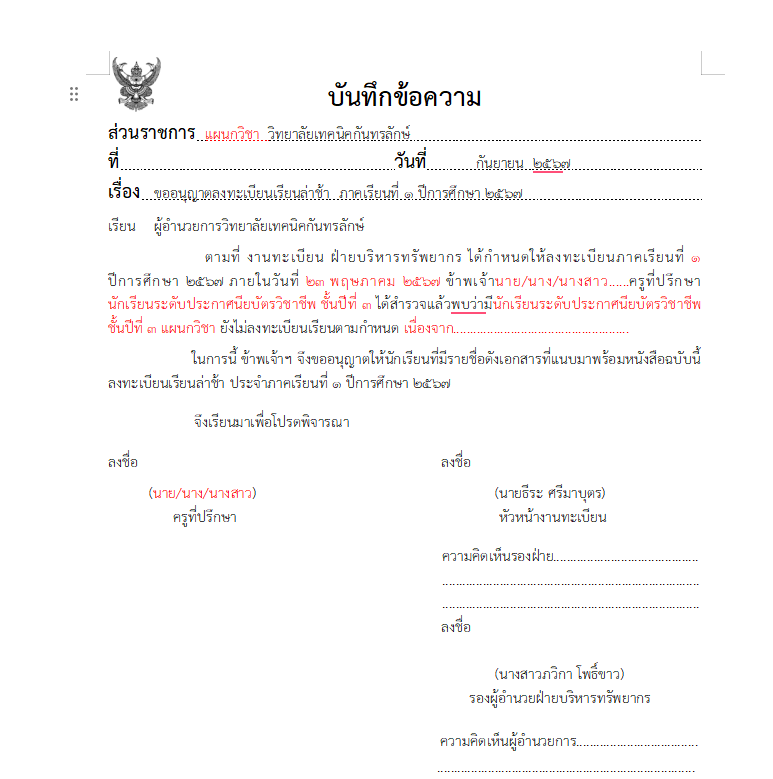 บันทึกข้อความ
ส่วนราชการ แผนกวิชา วิทยาลัยเทคนิคกันทรลักษ์
ที่ วันที่ กันยายน ๒๕๖๗
เรื่อง ขออนุญาตลงทะเบียนเรียนล่าช้า ภาคเรียนที่ ๑ ปีการศึกษา ๒๕๖๗
เรียน ผู้อำนวยการวิทยาลัยเทคนิคกันทรลักษ์
ตามที่ งานทะเบียน ฝ่ายบริหารทรัพยากร ได้กำหนดให้ลงทะเบียนภาคเรียนที่ ๑
ปีการศึกษา ๒๕๖๗ ภายในวันที่ ๒๓ พฤษภาคม ๒๕๖๗ ข้าพเจ้านาย/นาง/นางสาว......ครูที่ปรึกษา
นักเรียนระดับประกาศนียบัตรวิชาชีพ ชั้นปีที่ ๓ ได้สำรวจแล้วพบว่ามีนักเรียนระดับประกาศนียบัตรวิชาชีพ
ชั้นปีที่ ๓ แผนกวิชา ยังไม่ลงทะเบียนเรียนตามกำหนด เนื่องจาก....................................................
ในการนี้ ข้าพเจ้าฯ จึงขออนุญาตให้นักเรียนที่มีรายชื่อดังเอกสารที่แนบมาพร้อมหนังสือฉบับนี้
ลงทะเบียนเรียนล่าช้า ประจำภาคเรียนที่ ๑ ปีการศึกษา ๒๕๖๗
จึงเรียนมาเพื่อโปรดพิจารณา
ลงชื่อ ลงชื่อ
(นาย/นาง/นางสาว) (นายธีระ ศรีมาบุตร)
ครูที่ปรึกษา หัวหน้างานทะเบียน
ความคิดเห็นรองฝ่าย...........................................
............................................................................
............................................................................
ลงชื่อ
(นางสาวภวิกา โพธิ์ขาว)
รองผู้อำนวยฝ่ายบริหารทรัพยากร
ความคิดเห็นผู้อำนวยการ....................................
............................................................................